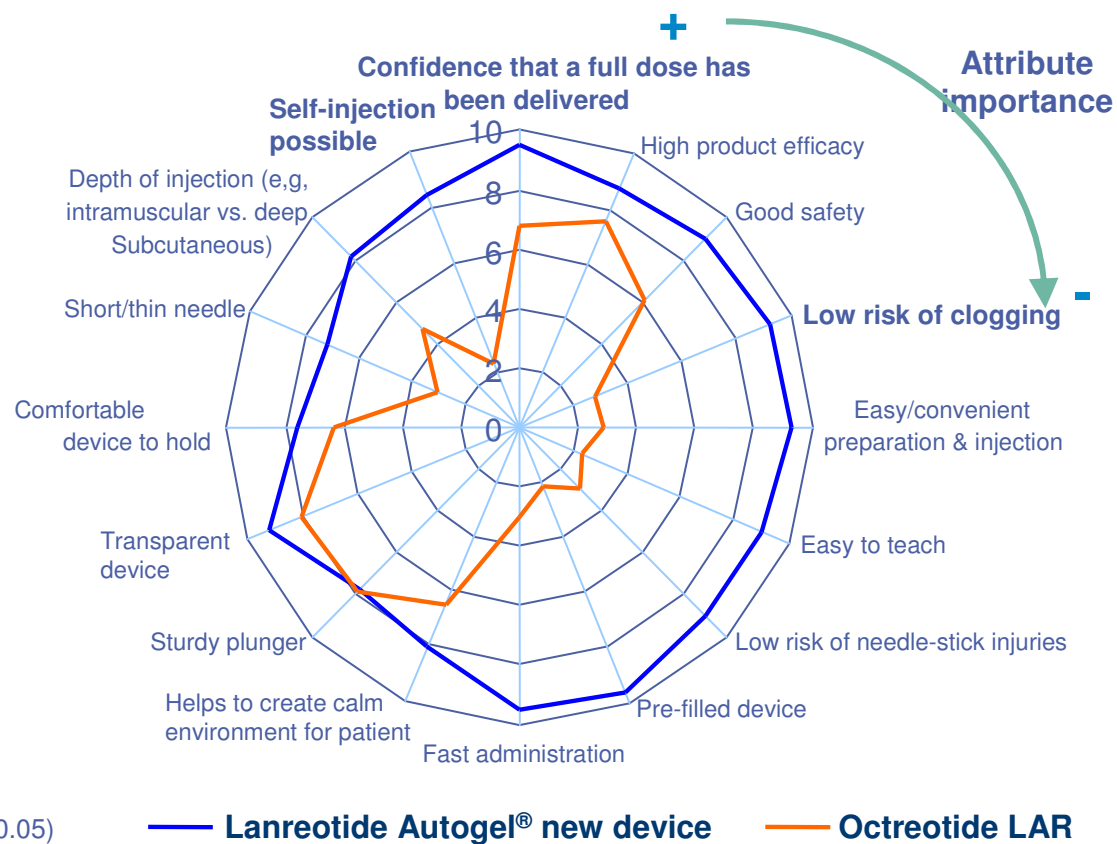 +
Attribute
importance
Confidence that a full dose has
been delivered
Self-injection
possible
High product efficacy
Good safety
-
Low risk of clogging
Easy/convenient
preparation & injection
Easy to teach
Low risk of needle-stick injuries
Pre-filled device
Fast administration
Helps to create calm
environment for patient
Sturdy plunger
Transparent
device
Comfortable
device to hold
Short/thin needle
Depth of injection (e,g,
intramuscular vs. deep
Subcutaneous)
10
8
6
4
2
0
0.05)
Lanreotide Autogel® new device
Octreotide LAR